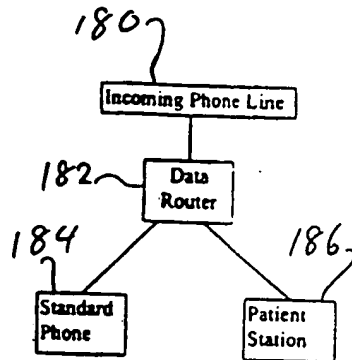 180
Incoming Phone Line
182
Data
Router
184
186
Standard
Phone
Patient
Station